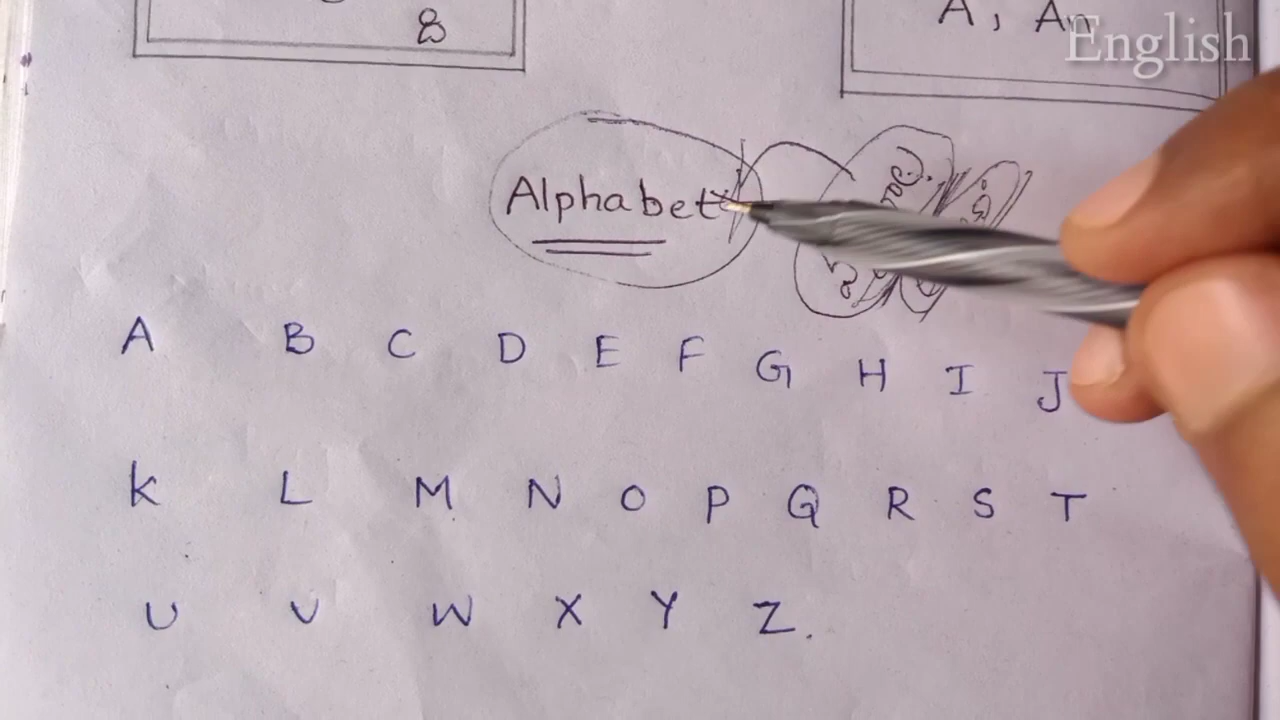 8
A, An
English
Alphabet
A B C D E F G H I J
K L M N O P Q R S T
U V W X Y Z.